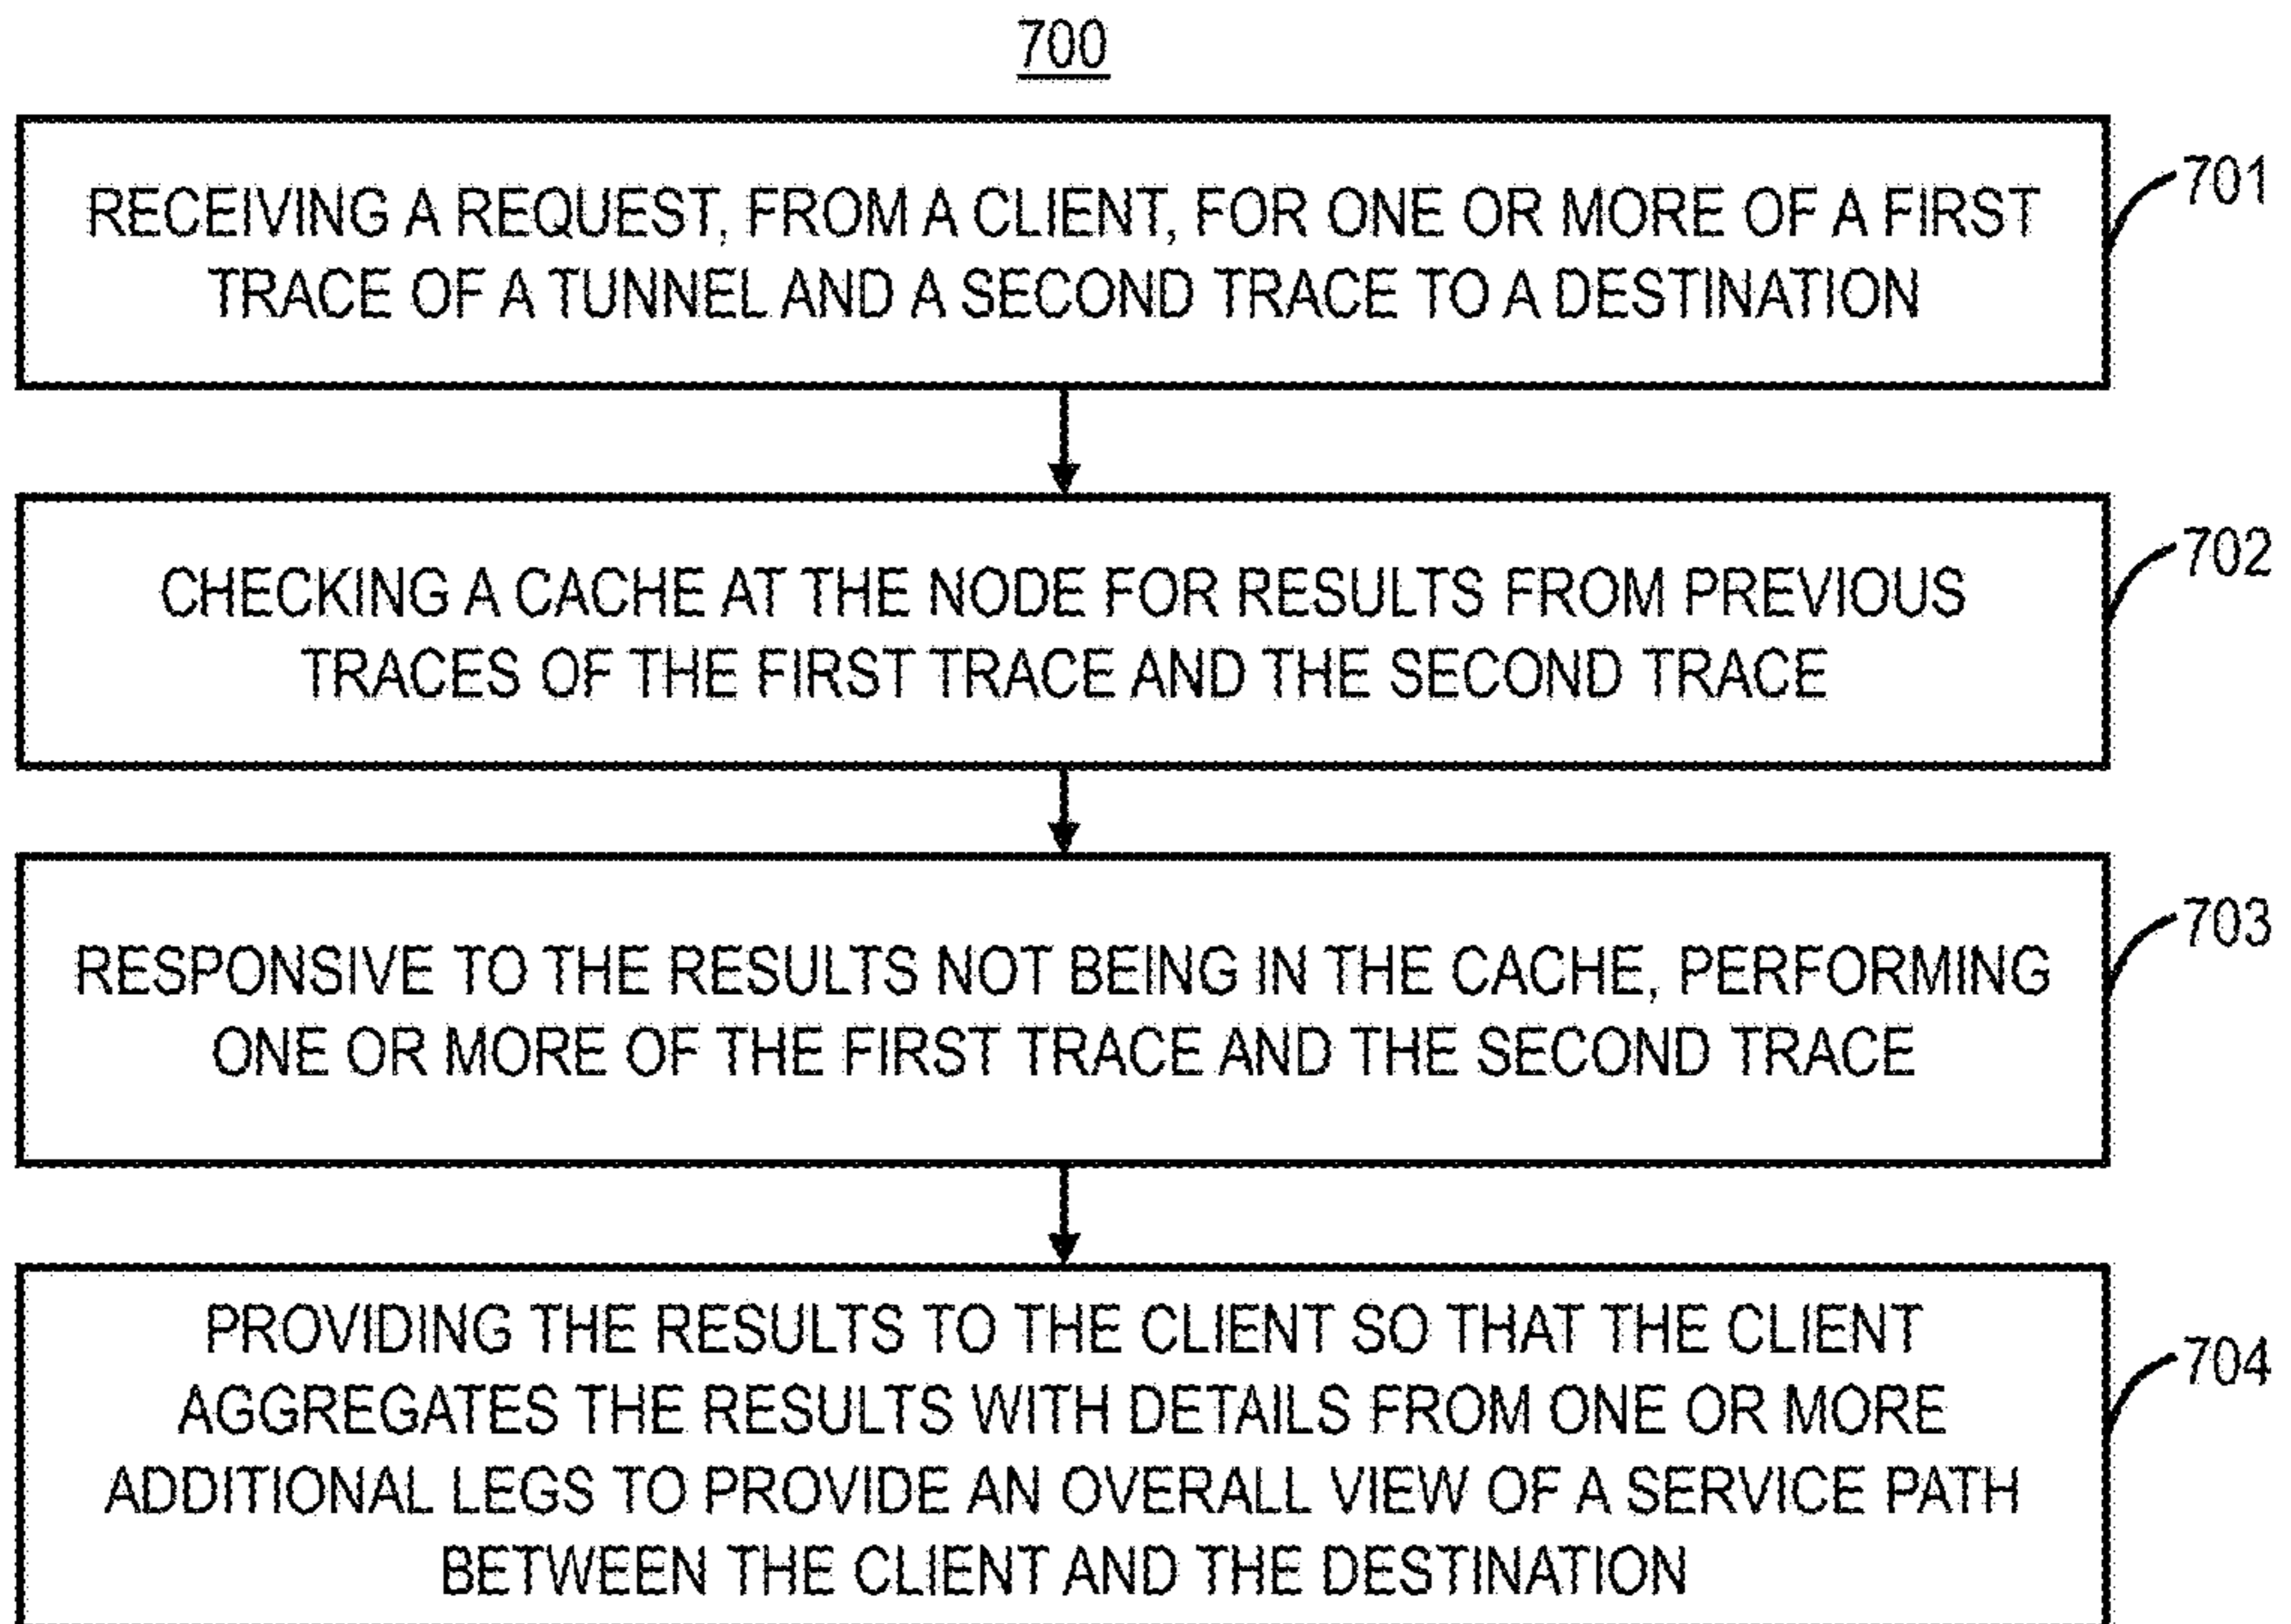 700
RECEIVING A REQUEST, FROM A CLIENT, FOR ONE OR MORE OF A FIRST
TRACE OF A TUNNEL AND A SECOND TRACE TO A DESTINATION
701
CHECKING A CACHE AT THE NODE FOR RESULTS FROM PREVIOUS
TRACES OF THE FIRST TRACE AND THE SECOND TRACE
702
RESPONSIVE TO THE RESULTS NOT BEING IN THE CACHE, PERFORMING
ONE OR MORE OF THE FIRST TRACE AND THE SECOND TRACE
703
PROVIDING THE RESULTS TO THE CLIENT SO THAT THE CLIENT
AGGREGATES THE RESULTS WITH DETAILS FROM ONE OR MORE
ADDITIONAL LEGS TO PROVIDE AN OVERALL VIEW OF A SERVICE PATH
BETWEEN THE CLIENT AND THE DESTINATION
704